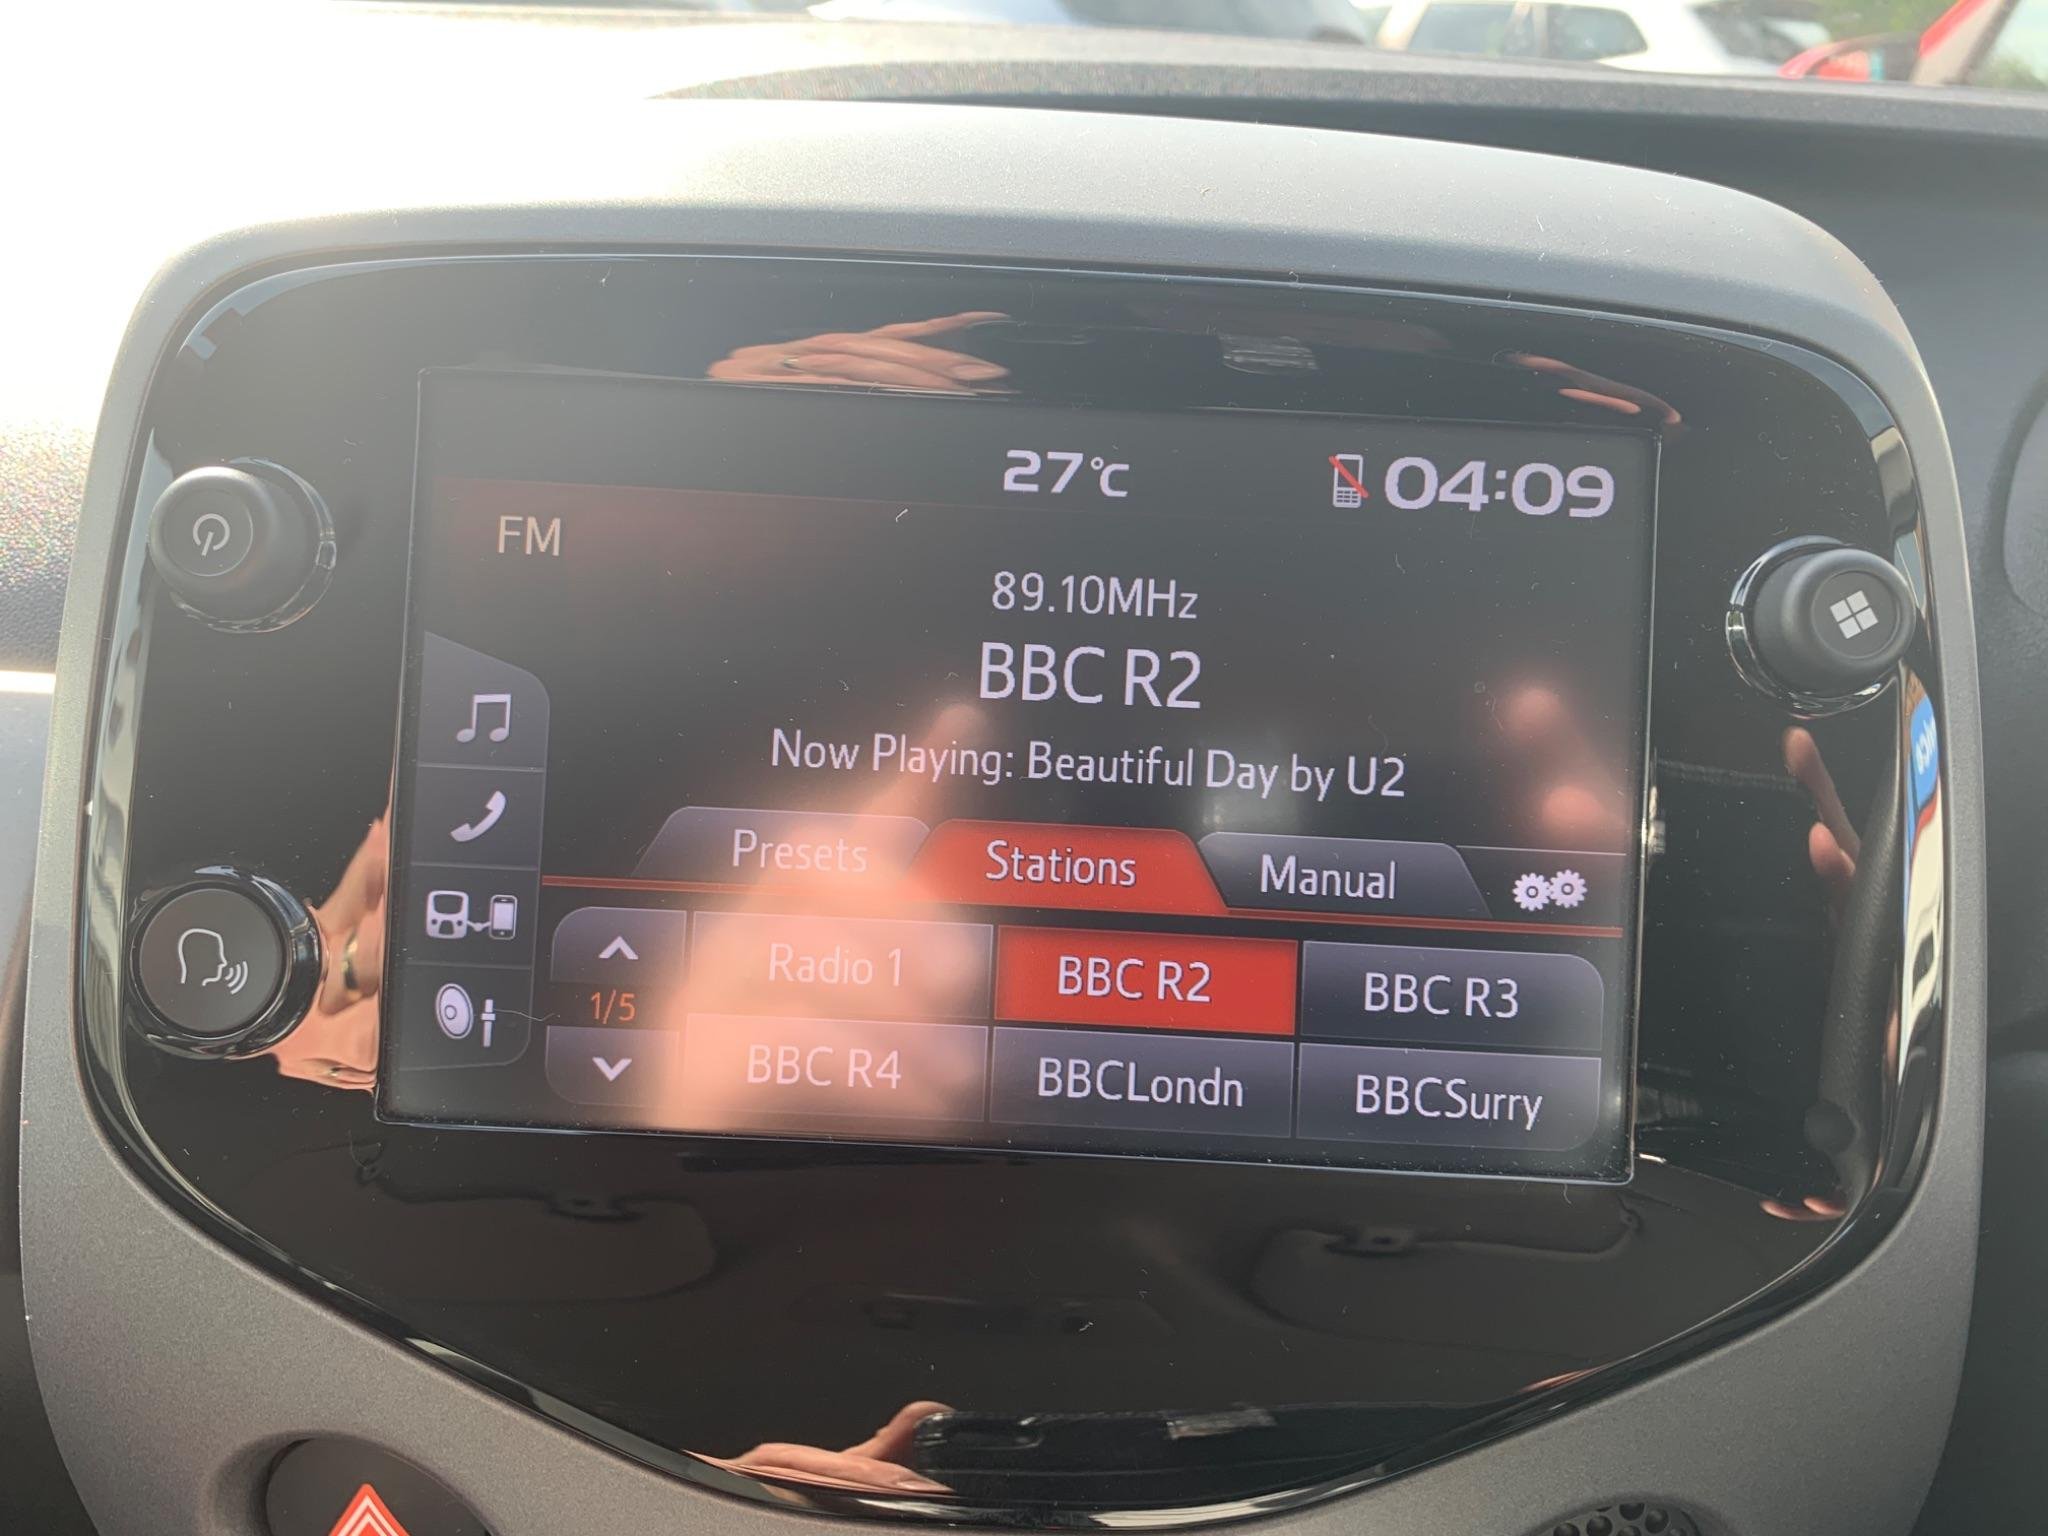 27°C
04:09
FM
89.10MHz
BBC R2
Now Playing: Beautiful Day by U2
Presets
Stations
Manual
Radio 1
BBC R2
BBC R3
1/5
BBC R4
BBCLondn
BBCSurry